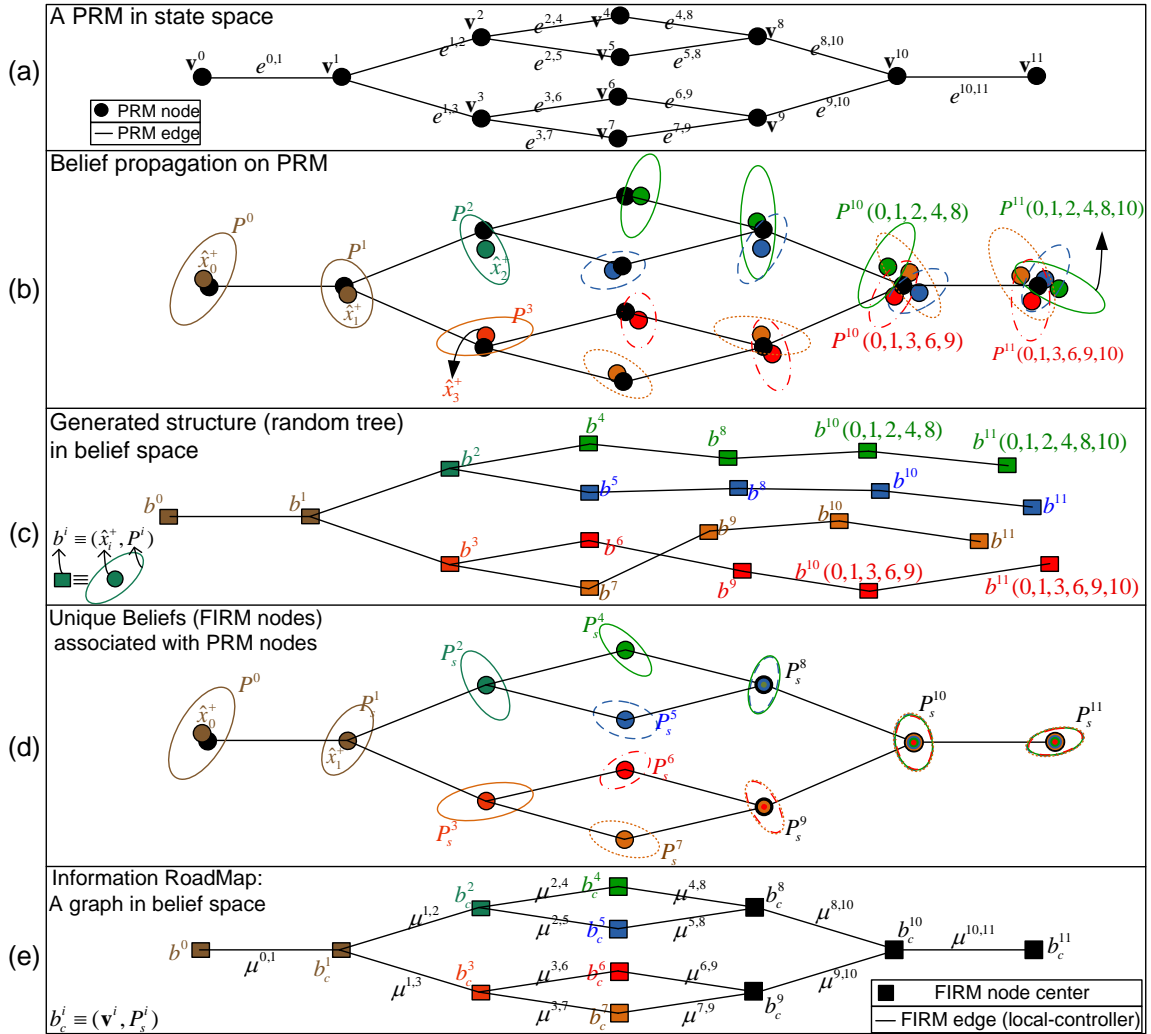 A PRM in state space
(a)
v^0
e^{0,1}
v^1
e^{1,2}
v^2
e^{2,4}
v^4
e^{4,8}
v^8
e^{2,5}
v^5
e^{5,8}
e^{8,10}
v^{10}
v^{11}
e^{10,11}
e^{1,3}
v^3
e^{3,6}
v^6
e^{6,9}
e^{3,7}
v^7
e^{7,9}
v^9
e^{9,10}
PRM node
PRM edge
Belief propagation on PRM
(b)
P^0
x̂_0^+
P^1
x̂_1^+
P^2
x̂_2^+
P^3
x̂_3^+
P^{10}(0,1,2,4,8)
P^{11}(0,1,2,4,8,10)
P^{10}(0,1,3,6,9)
P^{11}(0,1,3,6,9,10)
Generated structure (random tree)
in belief space
(c)
b^0
b^1
b^2
b^4
b^8
b^{10}(0,1,2,4,8)
b^{11}(0,1,2,4,8,10)
b^5
b^8
b^{10}
b^{11}
b^3
b^6
b^9
b^{10}
b^{11}
b^7
b^9
b^{10}(0,1,3,6,9)
b^{11}(0,1,3,6,9,10)
b^i ≡ (x̂_i^+, P^i)
≡
Unique Beliefs (FIRM nodes)
associated with PRM nodes
(d)
P^0
x̂_0^+
P_s^1
x̂_1^+
P_s^2
P_s^4
P_s^8
P_s^5
P_s^{10}
P_s^{11}
P_s^3
P_s^6
P_s^7
P_s^9
Information RoadMap:
A graph in belief space
(e)
b^0
μ^{0,1}
b_c^1
μ^{1,2}
b_c^2
μ^{2,4}
b_c^4
μ^{4,8}
b_c^8
μ^{2,5}
b_c^5
μ^{5,8}
μ^{8,10}
b_c^{10}
μ^{10,11}
b_c^{11}
μ^{1,3}
b_c^3
μ^{3,6}
b_c^6
μ^{6,9}
μ^{3,7}
b_c^7
μ^{7,9}
b_c^9
μ^{9,10}
b_c^i ≡ (v^i, P_s^i)
FIRM node center
FIRM edge (local-controller)